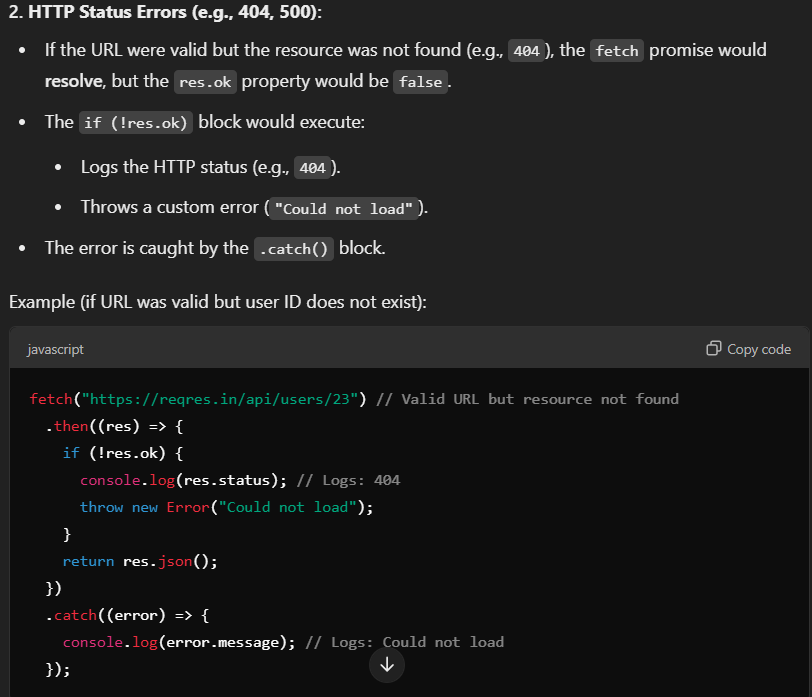 2. HTTP Status Errors (e.g., 404, 500):
• If the URL were valid but the resource was not found (e.g., 404), the fetch promise would
resolve, but the res.ok property would be false.
• The if (!res.ok) block would execute:
• Logs the HTTP status (e.g., 404).
• Throws a custom error ("Could not load").
• The error is caught by the .catch() block.
Example (if URL was valid but user ID does not exist):
javascript
Copy code
fetch("https://reqres.in/api/users/23") // Valid URL but resource not found
  .then((res) => {
    if (!res.ok) {
      console.log(res.status); // Logs: 404
      throw new Error("Could not load");
    }
    return res.json();
  })
  .catch((error) => {
    console.log(error.message); // Logs: Could not load
  });